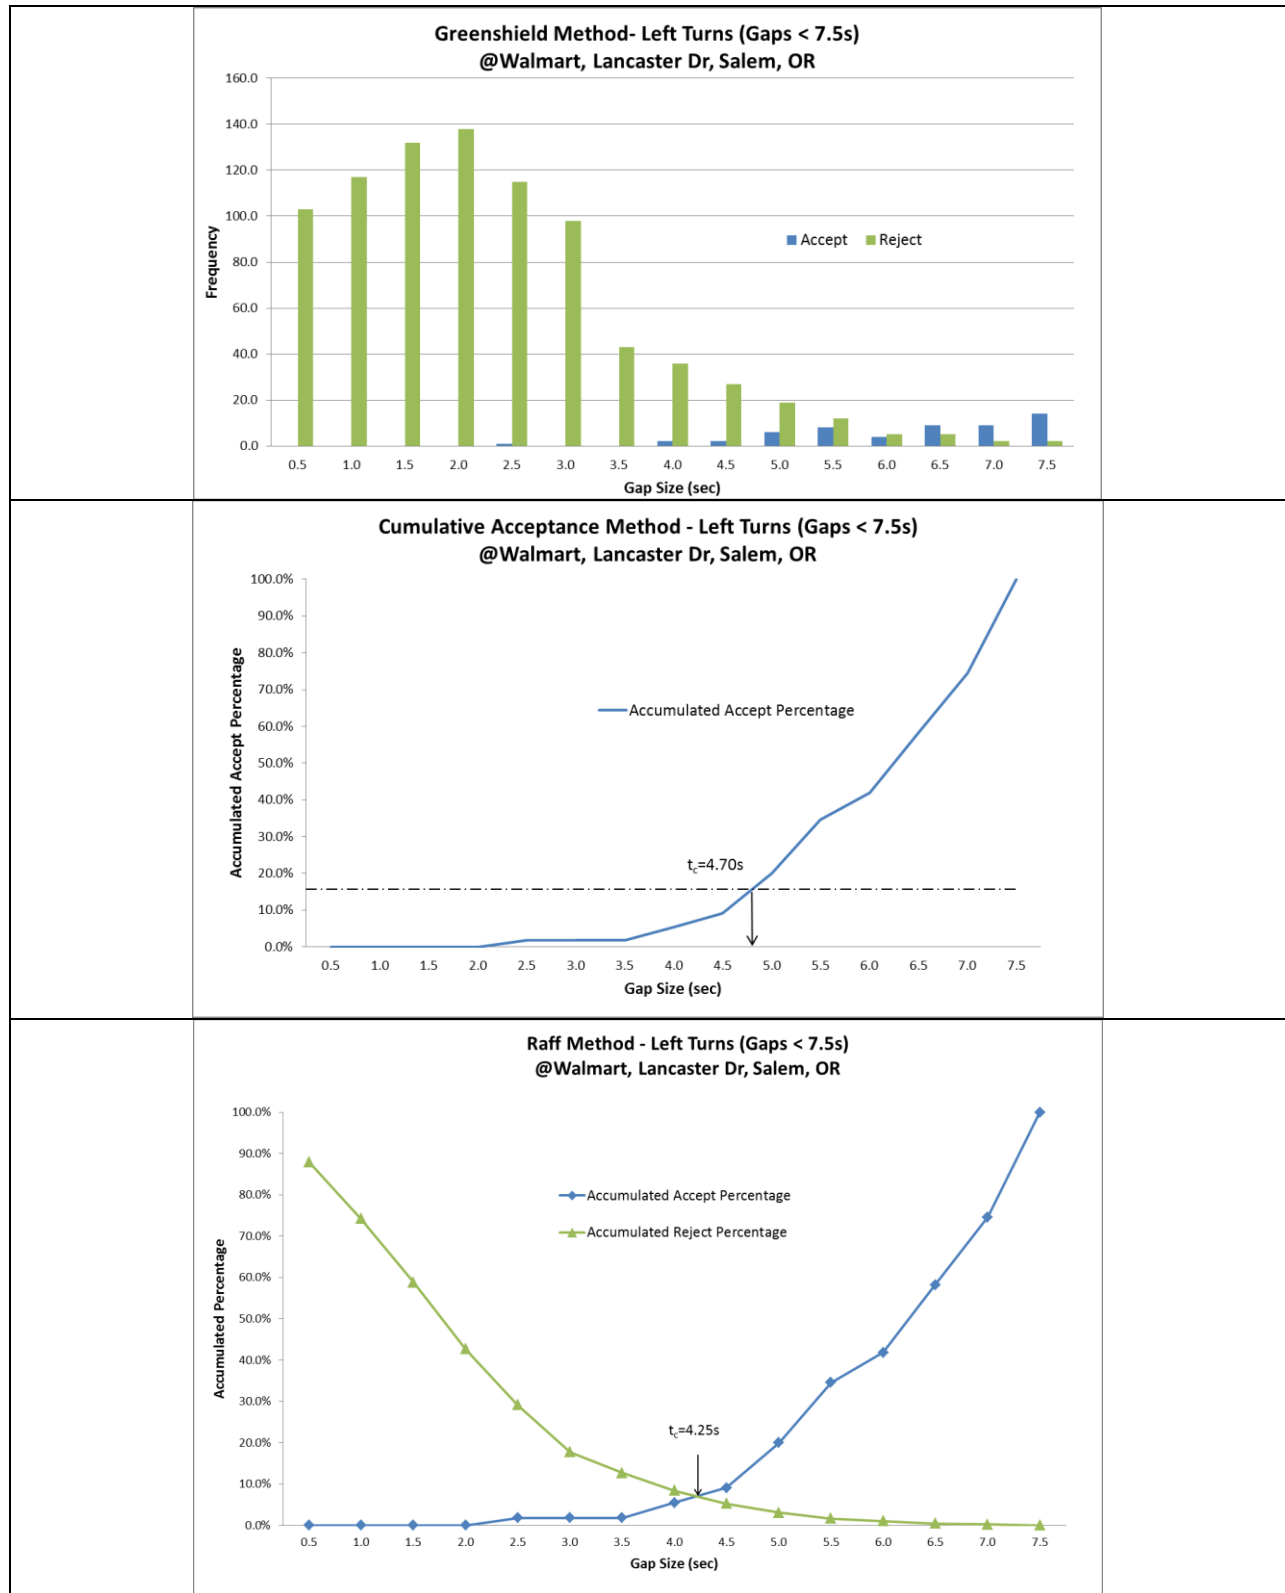 Greenshield Method- Left Turns (Gaps < 7.5s)
@Walmart, Lancaster Dr, Salem, OR
160.0
140.0
120.0
100.0
80.0
60.0
40.0
20.0
0.0
Frequency
Accept Reject
0.5 1.0 1.5 2.0 2.5 3.0 3.5 4.0 4.5 5.0 5.5 6.0 6.5 7.0 7.5
Gap Size (sec)
Cumulative Acceptance Method - Left Turns (Gaps < 7.5s)
@Walmart, Lancaster Dr, Salem, OR
100.0%
90.0%
80.0%
70.0%
60.0%
50.0%
40.0%
30.0%
20.0%
10.0%
0.0%
Accumulated Accept Percentage
Accumulated Accept Percentage
tc=4.70s
0.5 1.0 1.5 2.0 2.5 3.0 3.5 4.0 4.5 5.0 5.5 6.0 6.5 7.0 7.5
Gap Size (sec)
Raff Method - Left Turns (Gaps < 7.5s)
@Walmart, Lancaster Dr, Salem, OR
100.0%
90.0%
80.0%
70.0%
60.0%
50.0%
40.0%
30.0%
20.0%
10.0%
0.0%
Accumulated Percentage
Accumulated Accept Percentage
Accumulated Reject Percentage
tc=4.25s
0.5 1.0 1.5 2.0 2.5 3.0 3.5 4.0 4.5 5.0 5.5 6.0 6.5 7.0 7.5
Gap Size (sec)